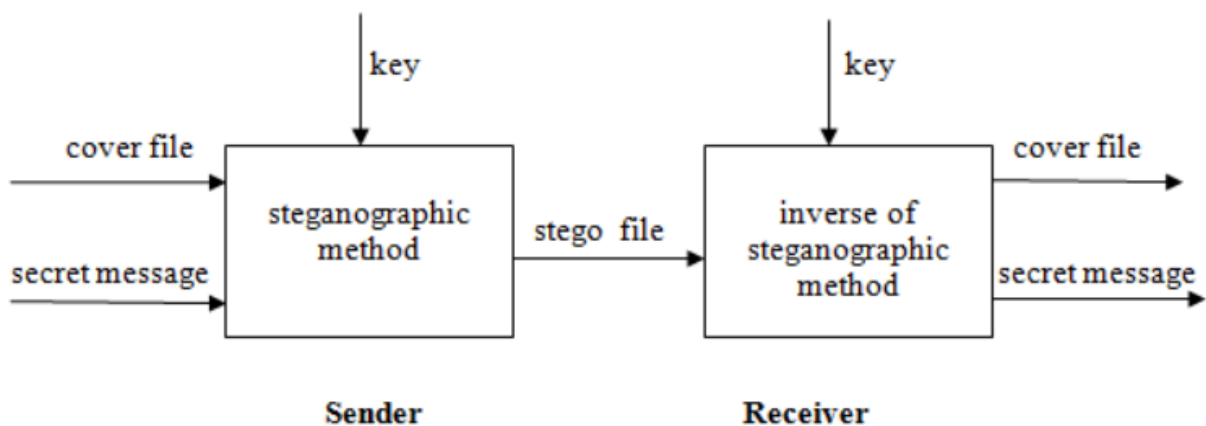 key
key
cover file
cover file
steganographic
method
stego file
inverse of
steganographic
method
secret message
secret message
Sender
Receiver